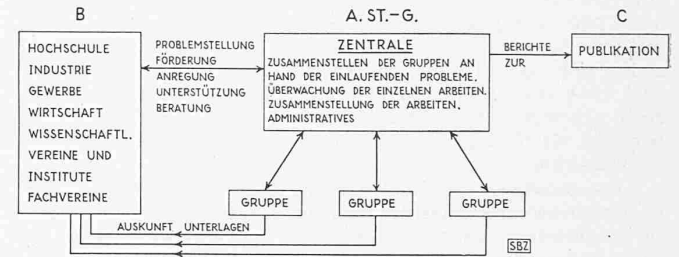 B
A. ST.–G.
C
HOCHSCHULE
INDUSTRIE
GEWERBE
WIRTSCHAFT
WISSENSCHAFTL.
VEREINE UND
INSTITUTE
FACHVEREINE
PROBLEMSTELLUNG
FÖRDERUNG
ANREGUNG
UNTERSTÜTZUNG
BERATUNG
ZENTRALE
ZUSAMMENSTELLEN DER GRUPPEN AN
HAND DER EINLAUFENDEN PROBLEME.
ÜBERWACHUNG DER EINZELNEN ARBEITEN.
ZUSAMMENSTELLUNG DER ARBEITEN.
ADMINISTRATIVES
BERICHTE
ZUR
PUBLIKATION
GRUPPE
GRUPPE
GRUPPE
AUSKUNFT UNTERLAGEN
SBZ